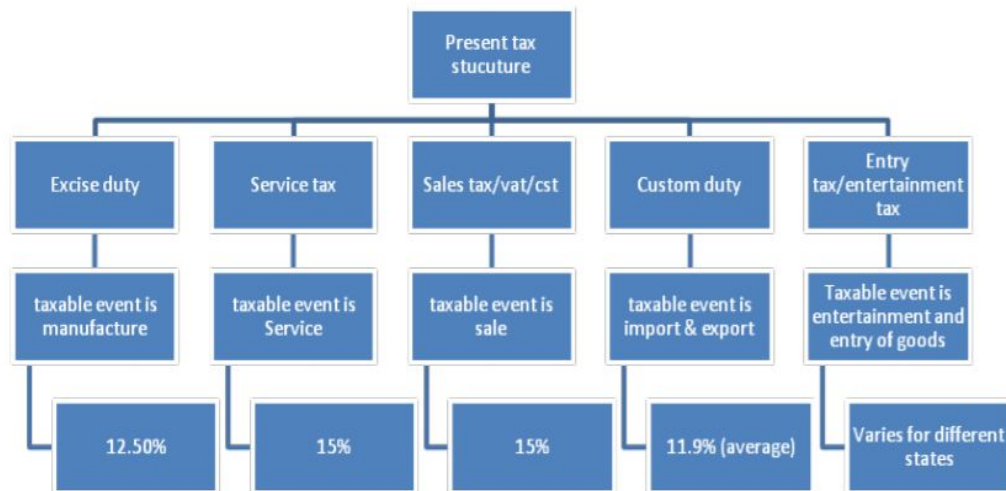 Present tax
stucuture
Excise duty
Service tax
Sales tax/vat/cst
Custom duty
Entry
tax/entertainment
tax
taxable event is
manufacture
taxable event is
Service
taxable event is
sale
taxable event is
import & export
Taxable event is
entertainment and
entry of goods
12.50%
15%
15%
11.9% (average)
Varies for different
states